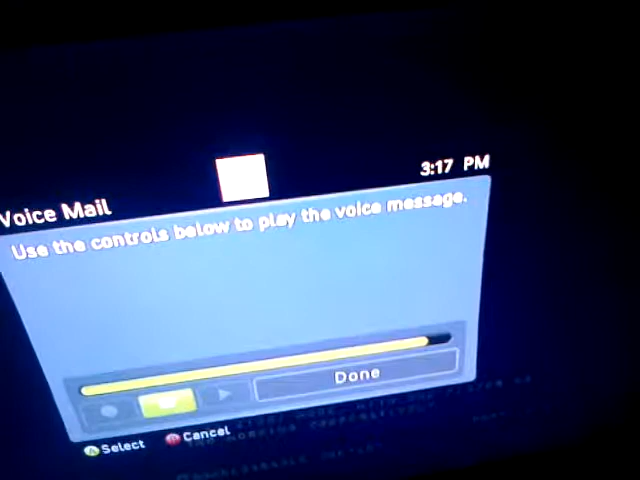 3:17 PM
Voice Mail
Use the controls below to play the voice message.
Done
A Select
B Cancel